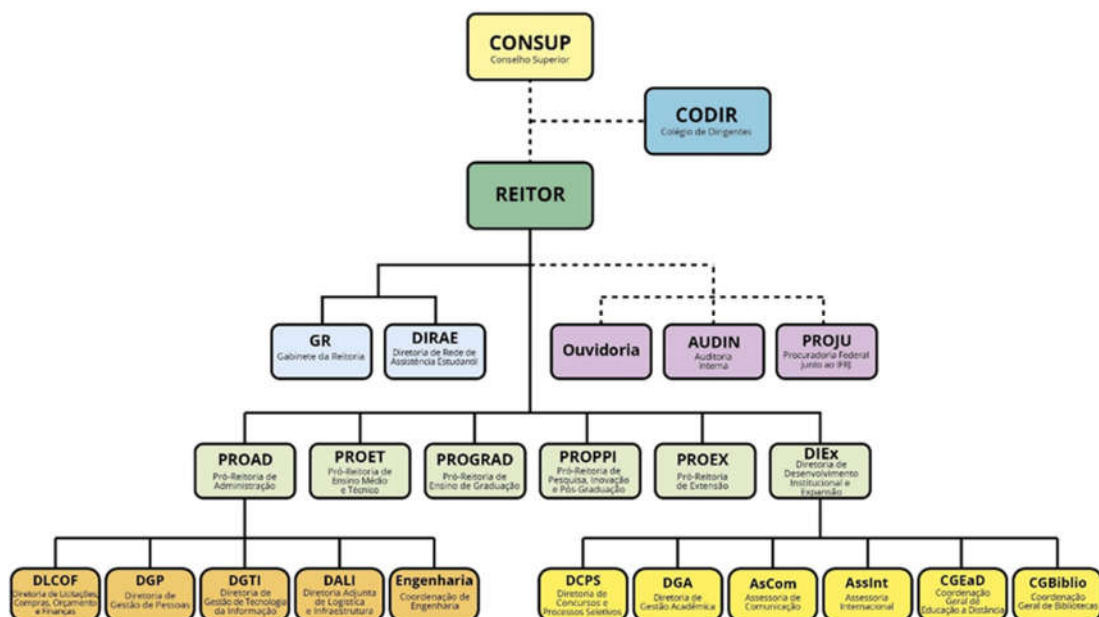 CONSUP
Conselho Superior
CODIR
Colégio de Dirigentes
REITOR
GR
Gabinete da Reitoria
DIRAE
Diretoria de Rede de
Assistência Estudantil
Ouvidoria
AUDIN
Auditoria
Interna
PROJU
Procuradoria Federal
junto ao IFRJ
PROAD
Pró-Reitoria de
Administração
PROET
Pró-Reitoria de
Ensino Médio
e Técnico
PROGRAD
Pró-Reitoria de
Ensino de Graduação
PROPPI
Pró-Reitoria de
Pesquisa, Inovação
e Pós-Graduação
PROEX
Pró-Reitoria
de Extensão
DIEx
Diretoria de
Desenvolvimento
Institucional e
Expansão
DLCOF
Diretoria de Licitações,
Compras, Orçamento
e Finanças
DGP
Diretoria de
Gestão de Pessoas
DGTI
Diretoria de
Gestão de Tecnologia
da Informação
DALI
Diretoria Adjunta
de Logística
e Infraestrutura
Engenharia
Coordenação de
Engenharia
DCPS
Diretoria de
Concursos e
Processos Seletivos
DGA
Diretoria de
Gestão Acadêmica
AsCom
Assessoria de
Comunicação
AssInt
Assessoria
Internacional
CGEaD
Coordenação
Geral de
Educação a Distância
CGBiblio
Coordenação
Geral de Bibliotecas